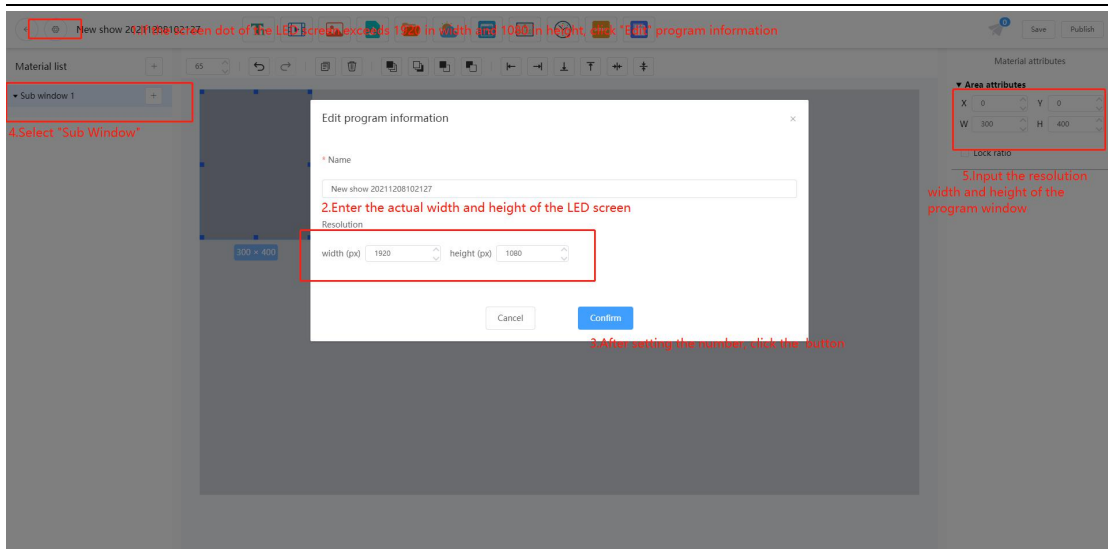 New show 20211208102127
1.If the screen dot of the LED screen exceeds 1920 in width and 1080 in height, click "Edit" program information
0
Save
Publish
Material list
+
65
Material attributes
Sub window 1
+
Area attributes
X 0 Y 0
W 300 H 400
4.Select "Sub Window"
Lock ratio
5.Input the resolution
width and height of the
program window
Edit program information
×
* Name
New show 20211208102127
2.Enter the actual width and height of the LED screen
Resolution
width (px) 1920 height (px) 1080
300 × 400
Cancel
Confirm
3.After setting the number, click the button